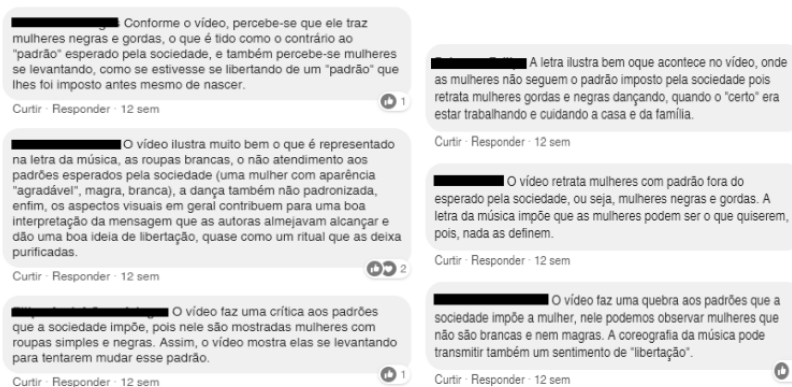 Conforme o vídeo, percebe-se que ele traz
mulheres negras e gordas, o que é tido como o contrário ao
"padrão" esperado pela sociedade, e também percebe-se mulheres
se levantando, como se estivesse se libertando de um "padrão" que
lhes foi imposto antes mesmo de nascer.
Curtir · Responder · 12 sem
1
O vídeo ilustra muito bem o que é representado
na letra da música, as roupas brancas, o não atendimento aos
padrões esperados pela sociedade (uma mulher com aparência
"agradável", magra, branca), a dança também não padronizada,
enfim, os aspectos visuais em geral contribuem para uma boa
interpretação da mensagem que as autoras almejavam alcançar e
dão uma boa ideia de libertação, quase como um ritual que as deixa
purificadas.
Curtir · Responder · 12 sem
2
O vídeo faz uma crítica aos padrões
que a sociedade impõe, pois nele são mostradas mulheres com
roupas simples e negras. Assim, o vídeo mostra elas se levantando
para tentarem mudar esse padrão.
Curtir · Responder · 12 sem
1
A letra ilustra bem oque acontece no vídeo, onde
as mulheres não seguem o padrão imposto pela sociedade pois
retrata mulheres gordas e negras dançando, quando o "certo" era
estar trabalhando e cuidando a casa e da família.
Curtir · Responder · 12 sem
O vídeo retrata mulheres com padrão fora do
esperado pela sociedade, ou seja, mulheres negras e gordas. A
letra da música impõe que as mulheres podem ser o que quiserem,
pois, nada as definem.
Curtir · Responder · 12 sem
O vídeo faz uma quebra aos padrões que a
sociedade impõe a mulher, nele podemos observar mulheres que
não são brancas e nem magras. A coreografia da música pode
transmitir também um sentimento de "libertação".
Curtir · Responder · 12 sem